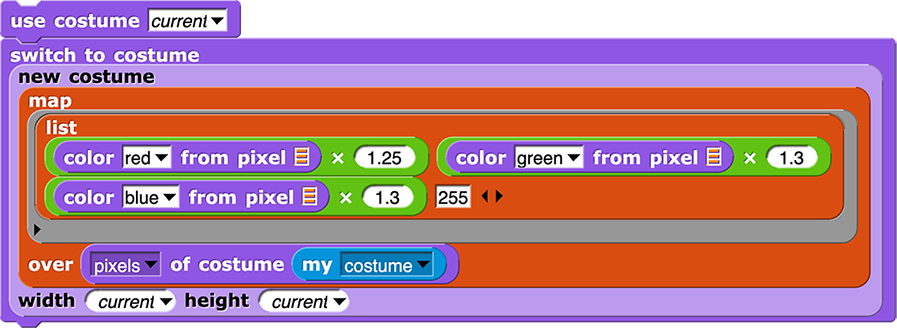 use costume current
switch to costume
new costume
map
list
color red from pixel × 1.25 color green from pixel × 1.3
color blue from pixel × 1.3 255
over pixels of costume my costume
width current height current